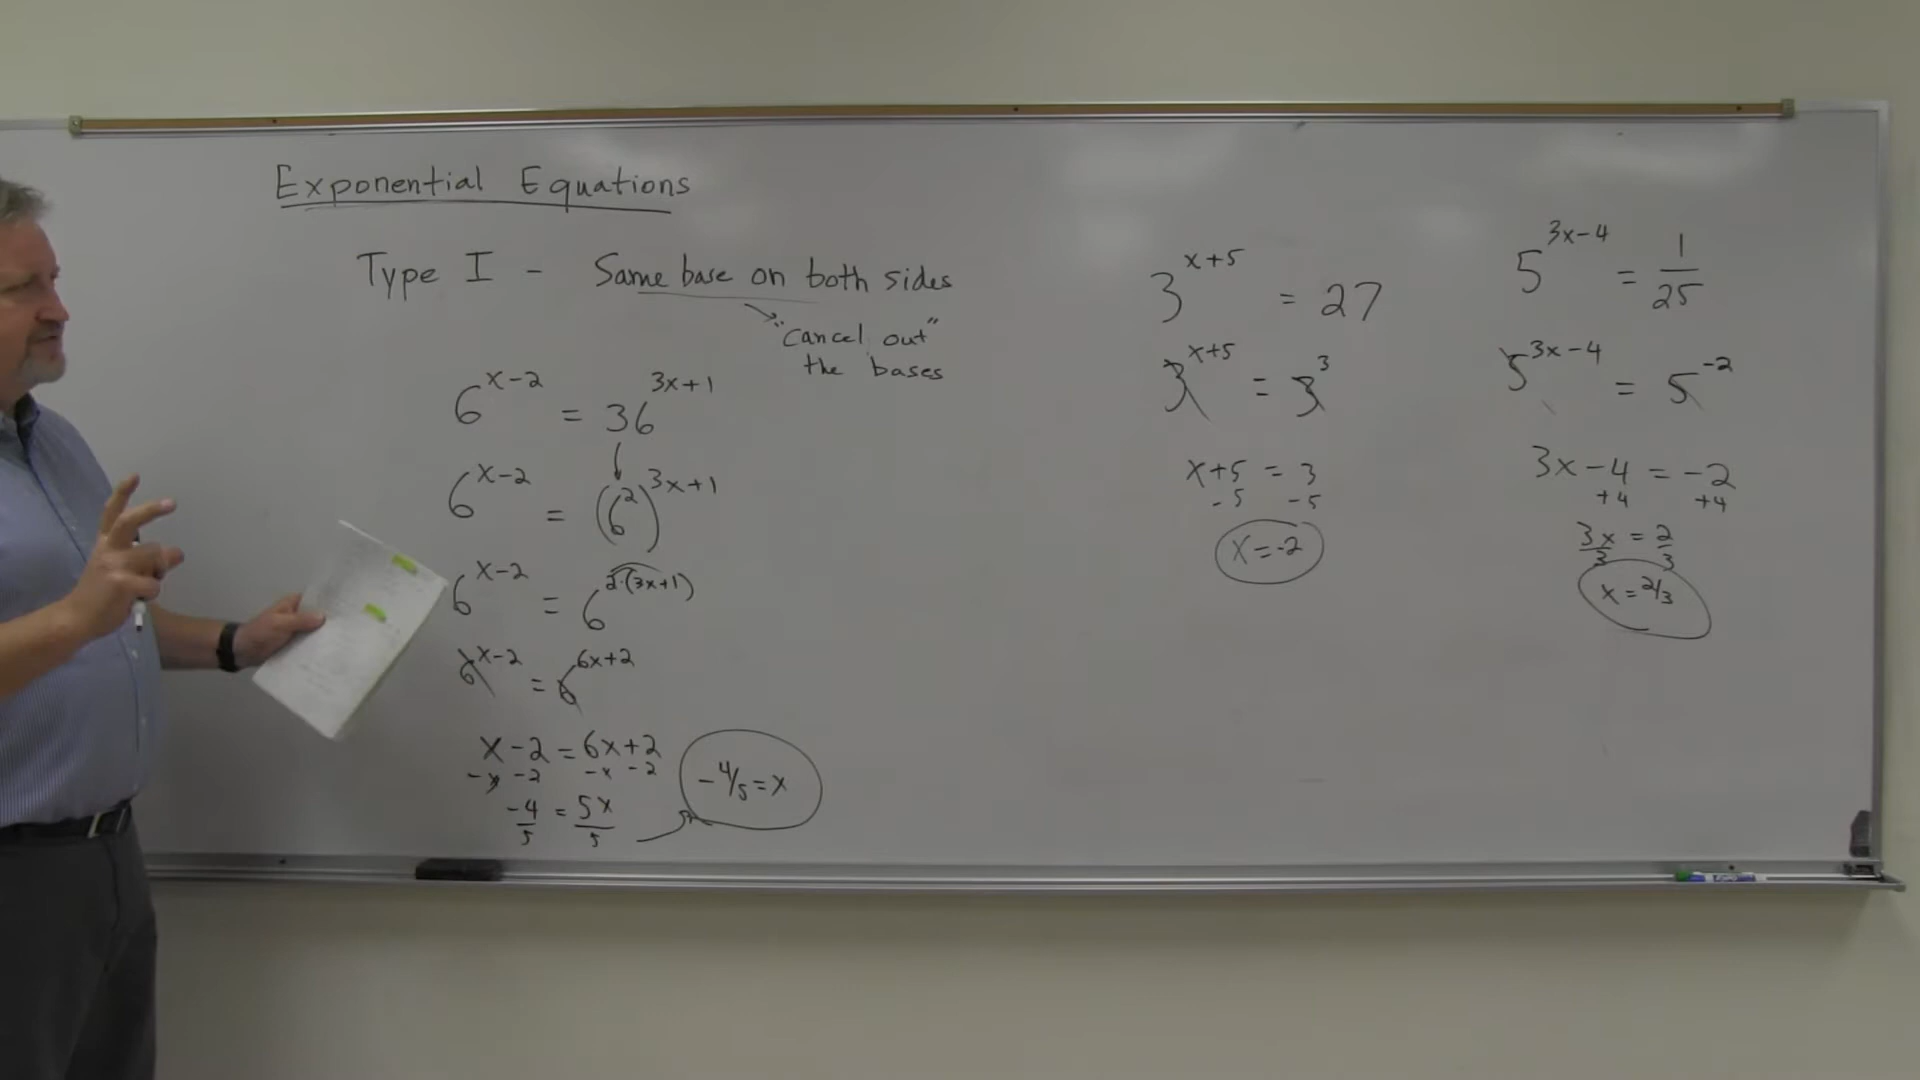 Exponential Equations
Type I - Same base on both sides
"Cancel out"
the bases
6^(x-2) = 36^(3x+1)
6^(x-2) = (6^2)^(3x+1)
6^(x-2) = 6^(2·(3x+1))
6^(x-2) = 6^(6x+2)
x-2 = 6x+2
-x -2 -x -2
-4/5 = 5x/5
-4/5 = x
3^(x+5) = 27
3^(x+5) = 3^3
x+5 = 3
-5 -5
x = -2
5^(3x-4) = 1/25
5^(3x-4) = 5^(-2)
3x-4 = -2
+4 +4
3x/3 = 2/3
x = 2/3